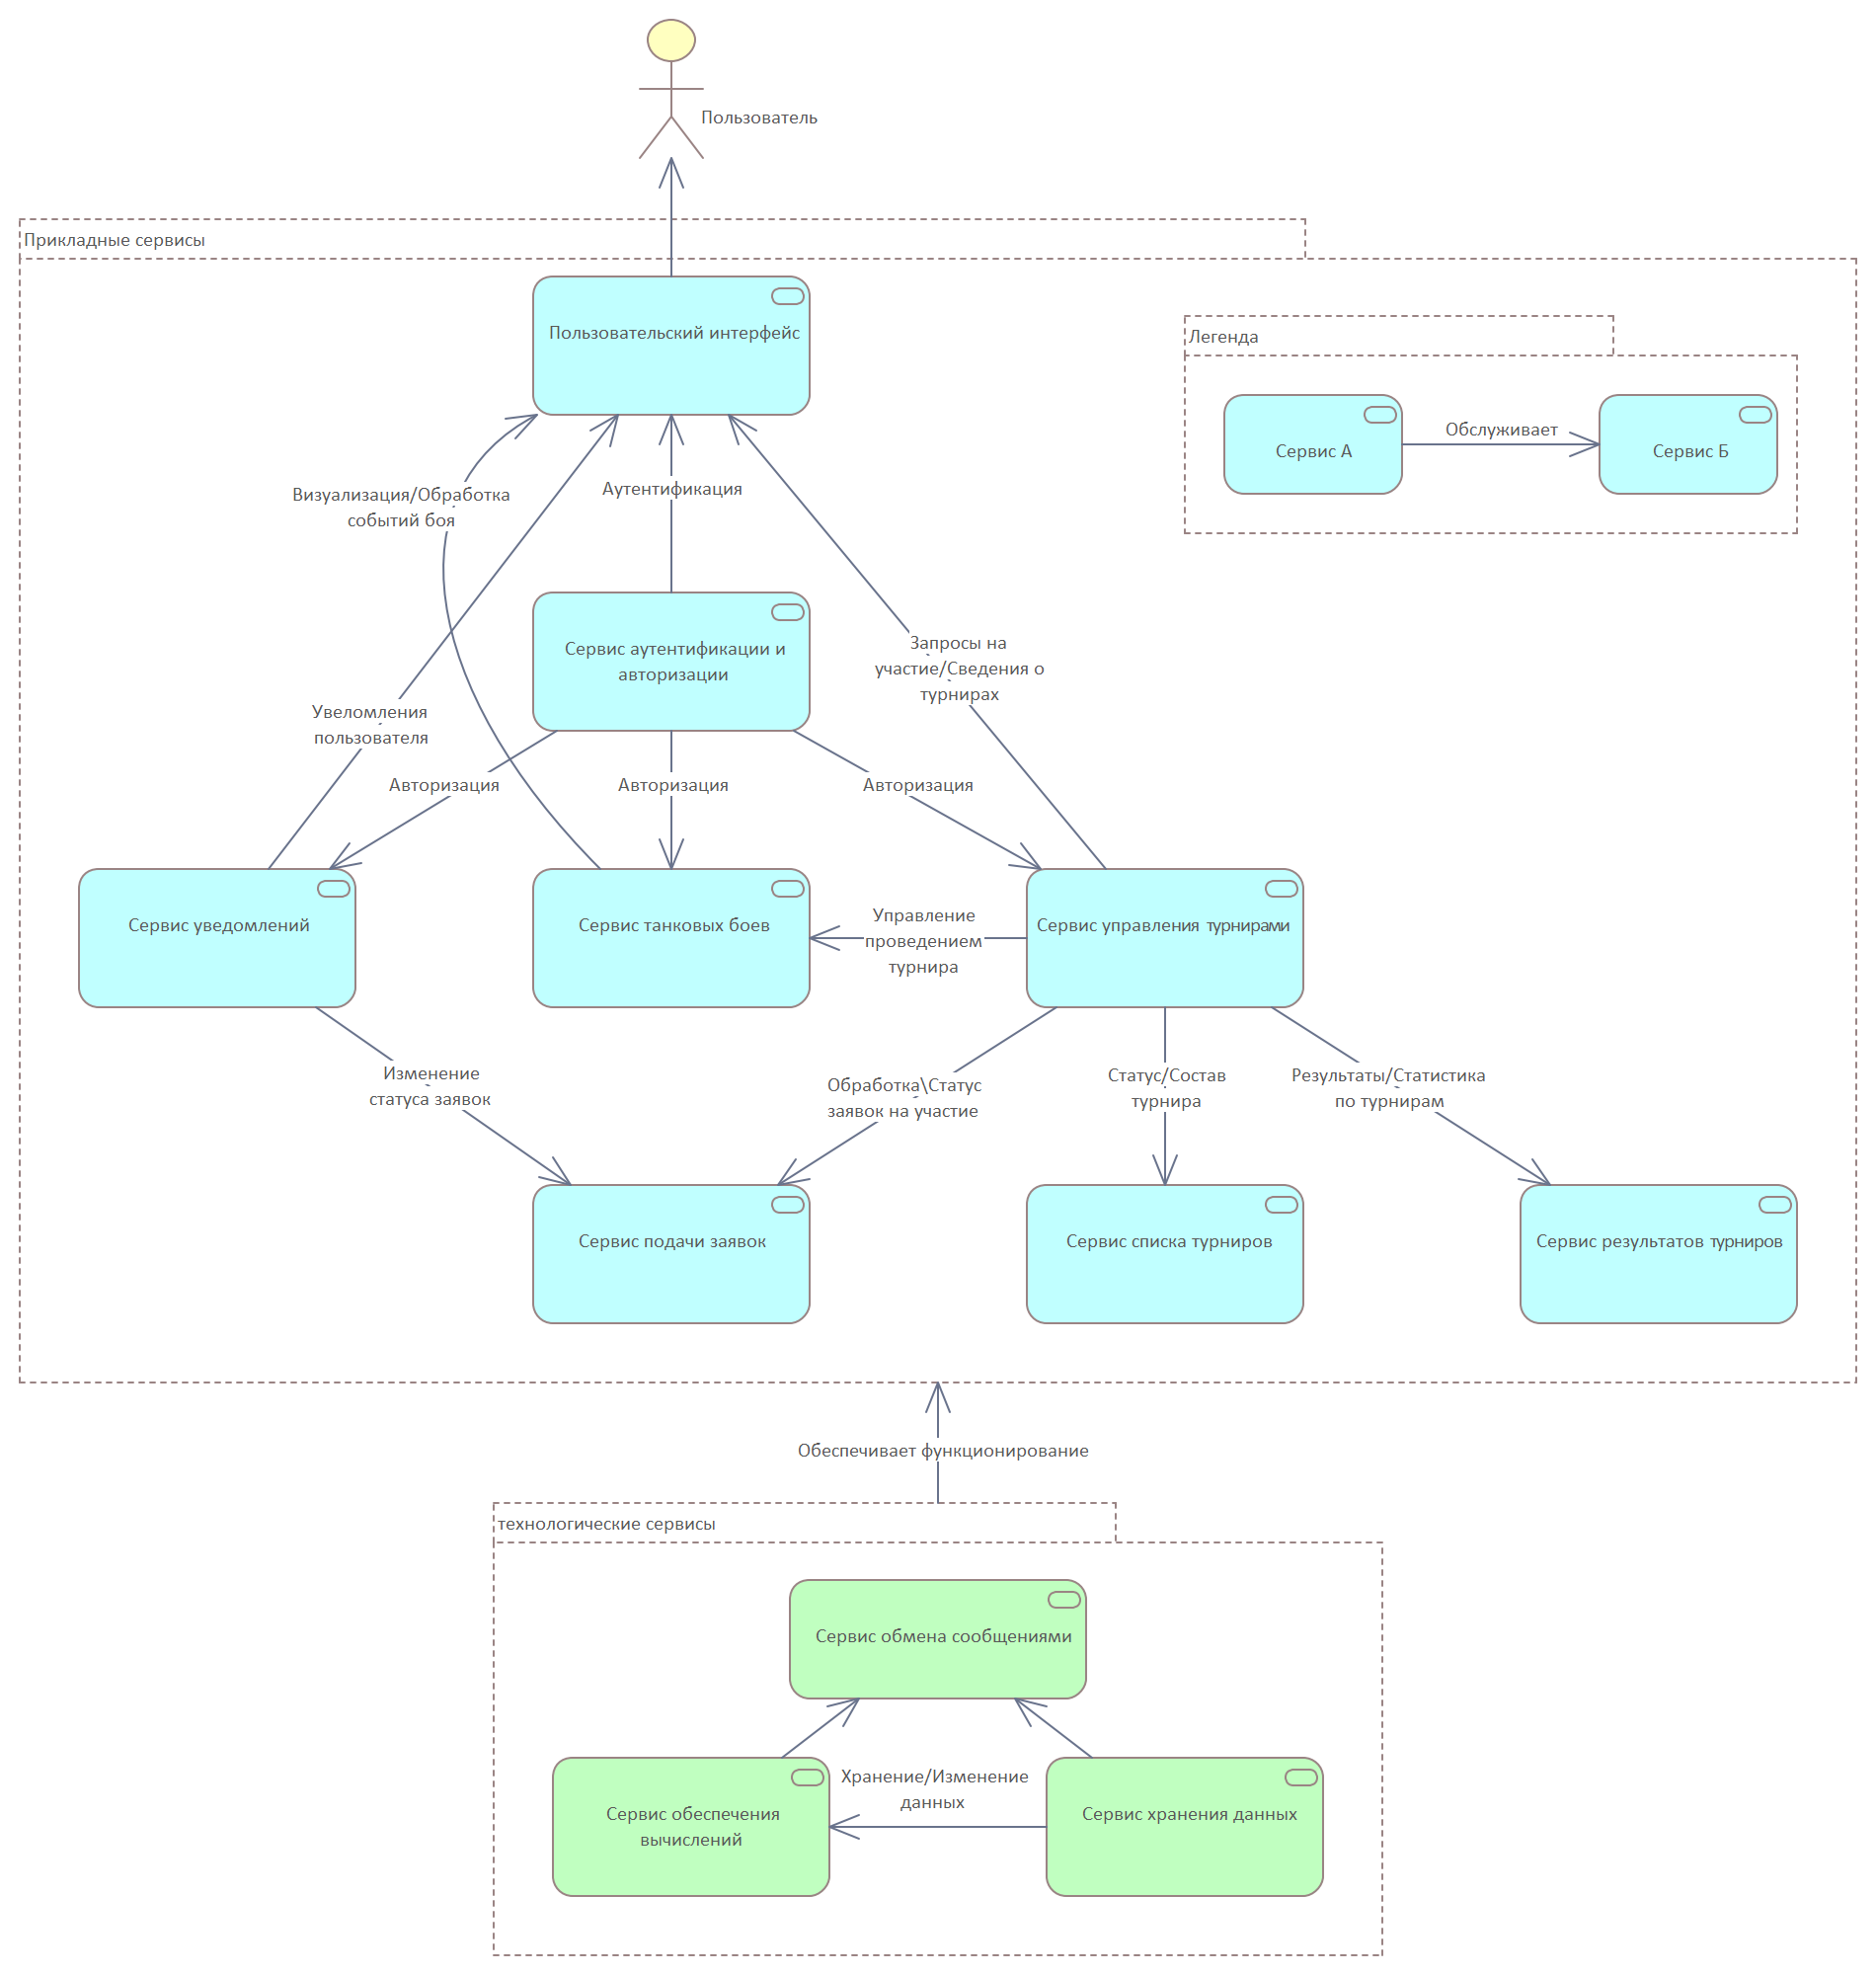 Пользователь
Прикладные сервисы
Пользовательский интерфейс
Легенда
Сервис А
Обслуживает
Сервис Б
Визуализация/Обработка
событий боя
Аутентификация
Сервис аутентификации и
авторизации
Запросы на
участие/Сведения о
турнирах
Увеломления
пользователя
Авторизация
Авторизация
Авторизация
Сервис уведомлений
Сервис танковых боев
Управление
проведением
турнира
Сервис управления турнирами
Изменение
статуса заявок
Обработка\Статус
заявок на участие
Статус/Состав
турнира
Результаты/Статистика
по турнирам
Сервис подачи заявок
Сервис списка турниров
Сервис результатов турниров
Обеспечивает функционирование
технологические сервисы
Сервис обмена сообщениями
Хранение/Изменение
данных
Сервис обеспечения
вычислений
Сервис хранения данных